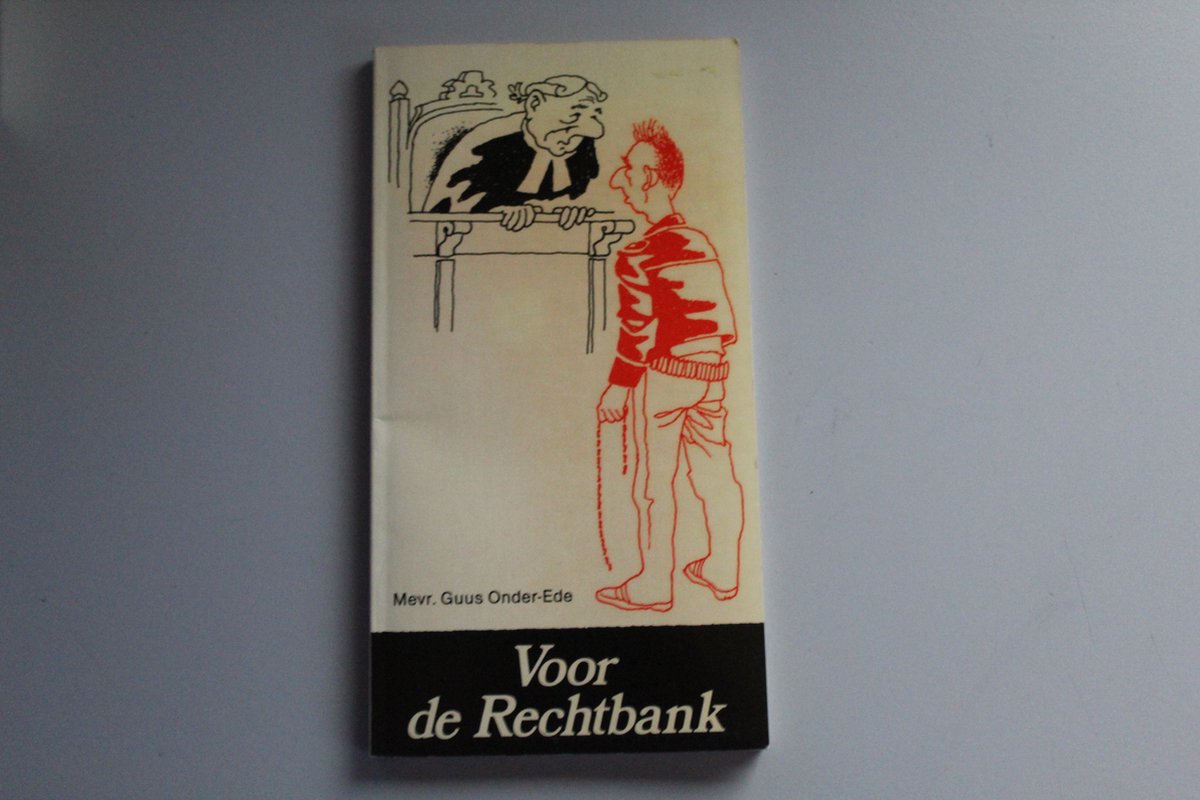 Mevr. Guus Onder-Ede
Voor
de Rechtbank